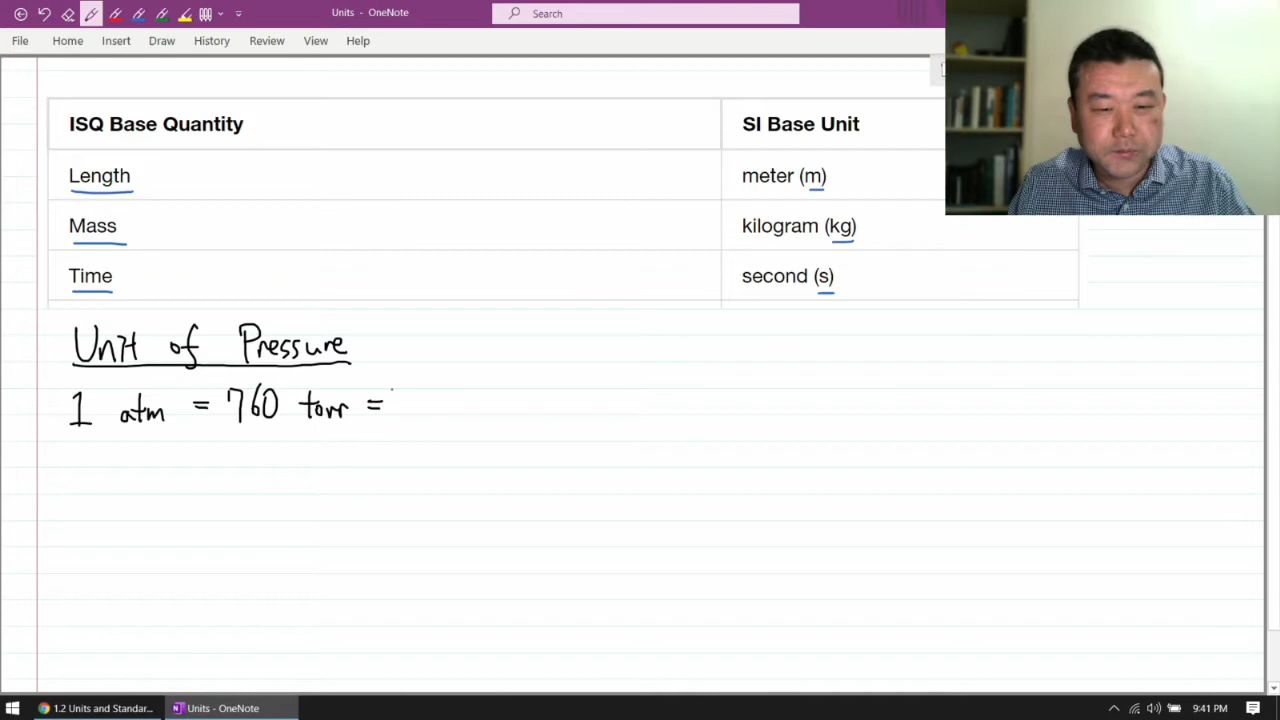 Units - OneNote
Search
File Home Insert Draw History Review View Help
ISQ Base Quantity SI Base Unit
Length meter (m)
Mass kilogram (kg)
Time second (s)
Unit of Pressure
1 atm = 760 torr =
1.2 Units and Standar... Units - OneNote 9:41 PM